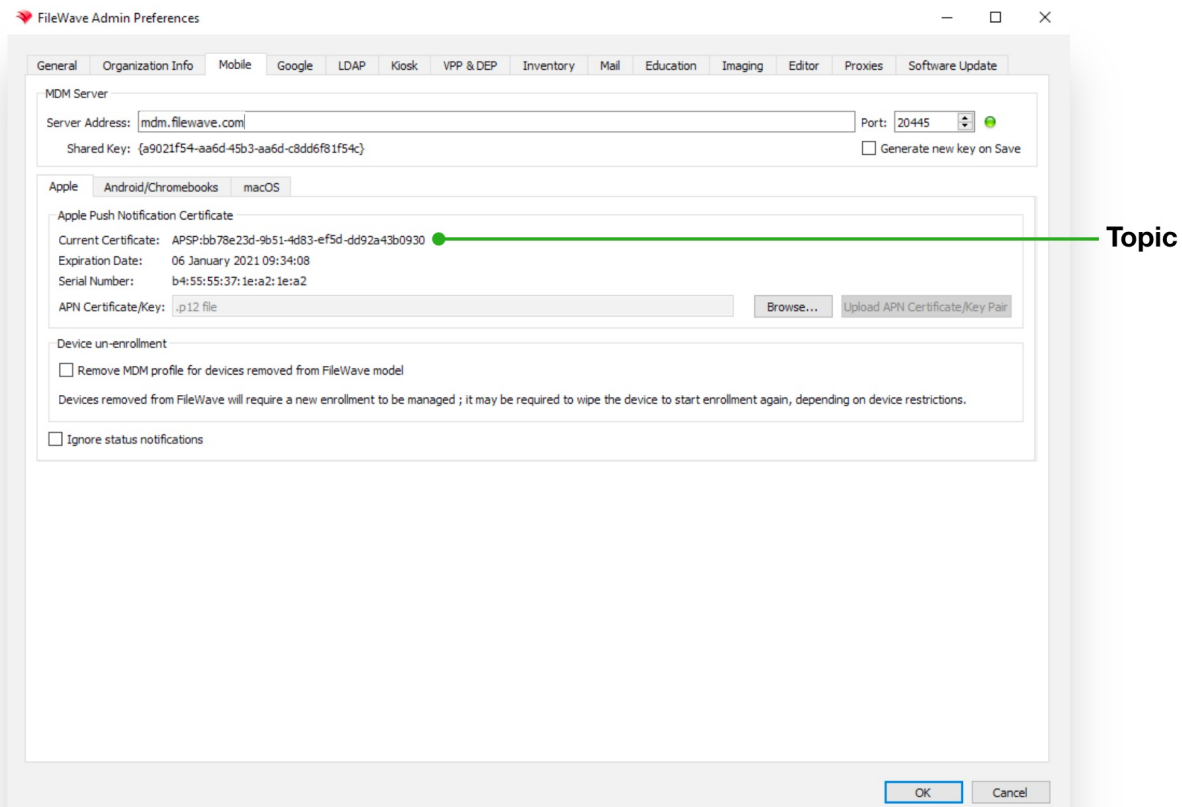 FileWave Admin Preferences
General Organization Info Mobile Google LDAP Kiosk VPP & DEP Inventory Mail Education Imaging Editor Proxies Software Update
MDM Server
Server Address: mdm.filewave.com Port: 20445
Shared Key: {a9021f54-aa6d-45b3-aa6d-c8dd6f81f54c} Generate new key on Save
Apple Android/Chromebooks macOS
Apple Push Notification Certificate
Current Certificate: APSP:bb78e23d-9b51-4d83-ef5d-dd92a43b0930 Topic
Expiration Date: 06 January 2021 09:34:08
Serial Number: b4:55:55:37:1e:a2:1e:a2
APN Certificate/Key: .p12 file Browse... Upload APN Certificate/Key Pair
Device un-enrollment
Remove MDM profile for devices removed from FileWave model
Devices removed from FileWave will require a new enrollment to be managed ; it may be required to wipe the device to start enrollment again, depending on device restrictions.
Ignore status notifications
OK Cancel